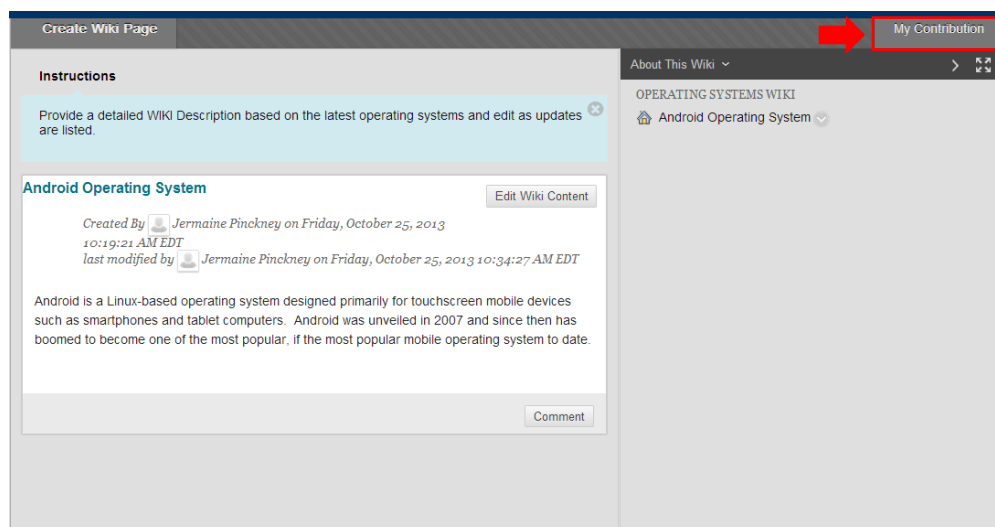 Create Wiki Page
My Contribution
Instructions
Provide a detailed WIKI Description based on the latest operating systems and edit as updates
are listed.
Android Operating System
Edit Wiki Content
Created By Jermaine Pinckney on Friday, October 25, 2013
10:19:21 AM EDT
last modified by Jermaine Pinckney on Friday, October 25, 2013 10:34:27 AM EDT
Android is a Linux-based operating system designed primarily for touchscreen mobile devices
such as smartphones and tablet computers. Android was unveiled in 2007 and since then has
boomed to become one of the most popular, if the most popular mobile operating system to date.
Comment
About This Wiki
OPERATING SYSTEMS WIKI
Android Operating System